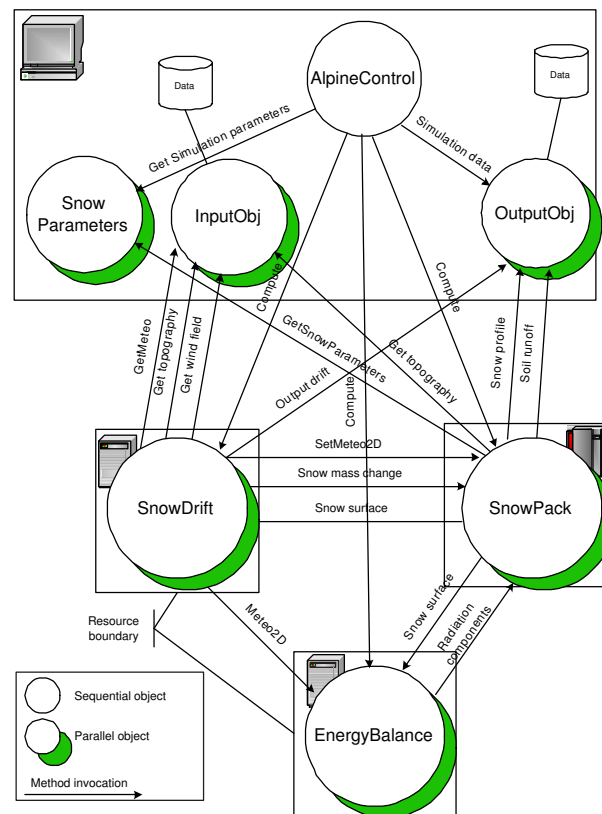 AlpineControl
Data
Data
Get Simulation parameters
Simulation data
Snow
Parameters
InputObj
OutputObj
Compute
Compute
Compute
GetMeteo
Get topography
Get wind field
GetSnowParameters
Get topography
Output drift
Snow profile
Soil runoff
SetMeteo2D
Snow mass change
Snow surface
SnowDrift
SnowPack
Resource
boundary
Meteo2D
Snow surface
Radiation
components
EnergyBalance
Sequential object
Parallel object
Method invocation